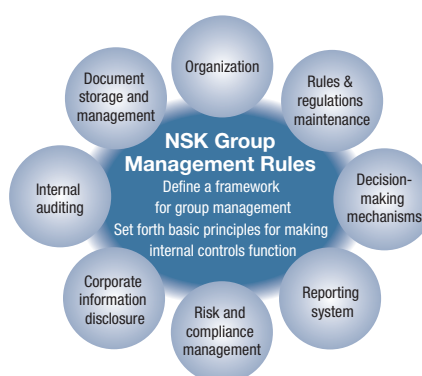 Organization
Document
storage and
management
Rules &
regulations
maintenance
NSK Group
Management Rules
Define a framework
for group management
Set forth basic principles for making
internal controls function
Internal
auditing
Decision-
making
mechanisms
Corporate
information
disclosure
Reporting
system
Risk and
compliance
management